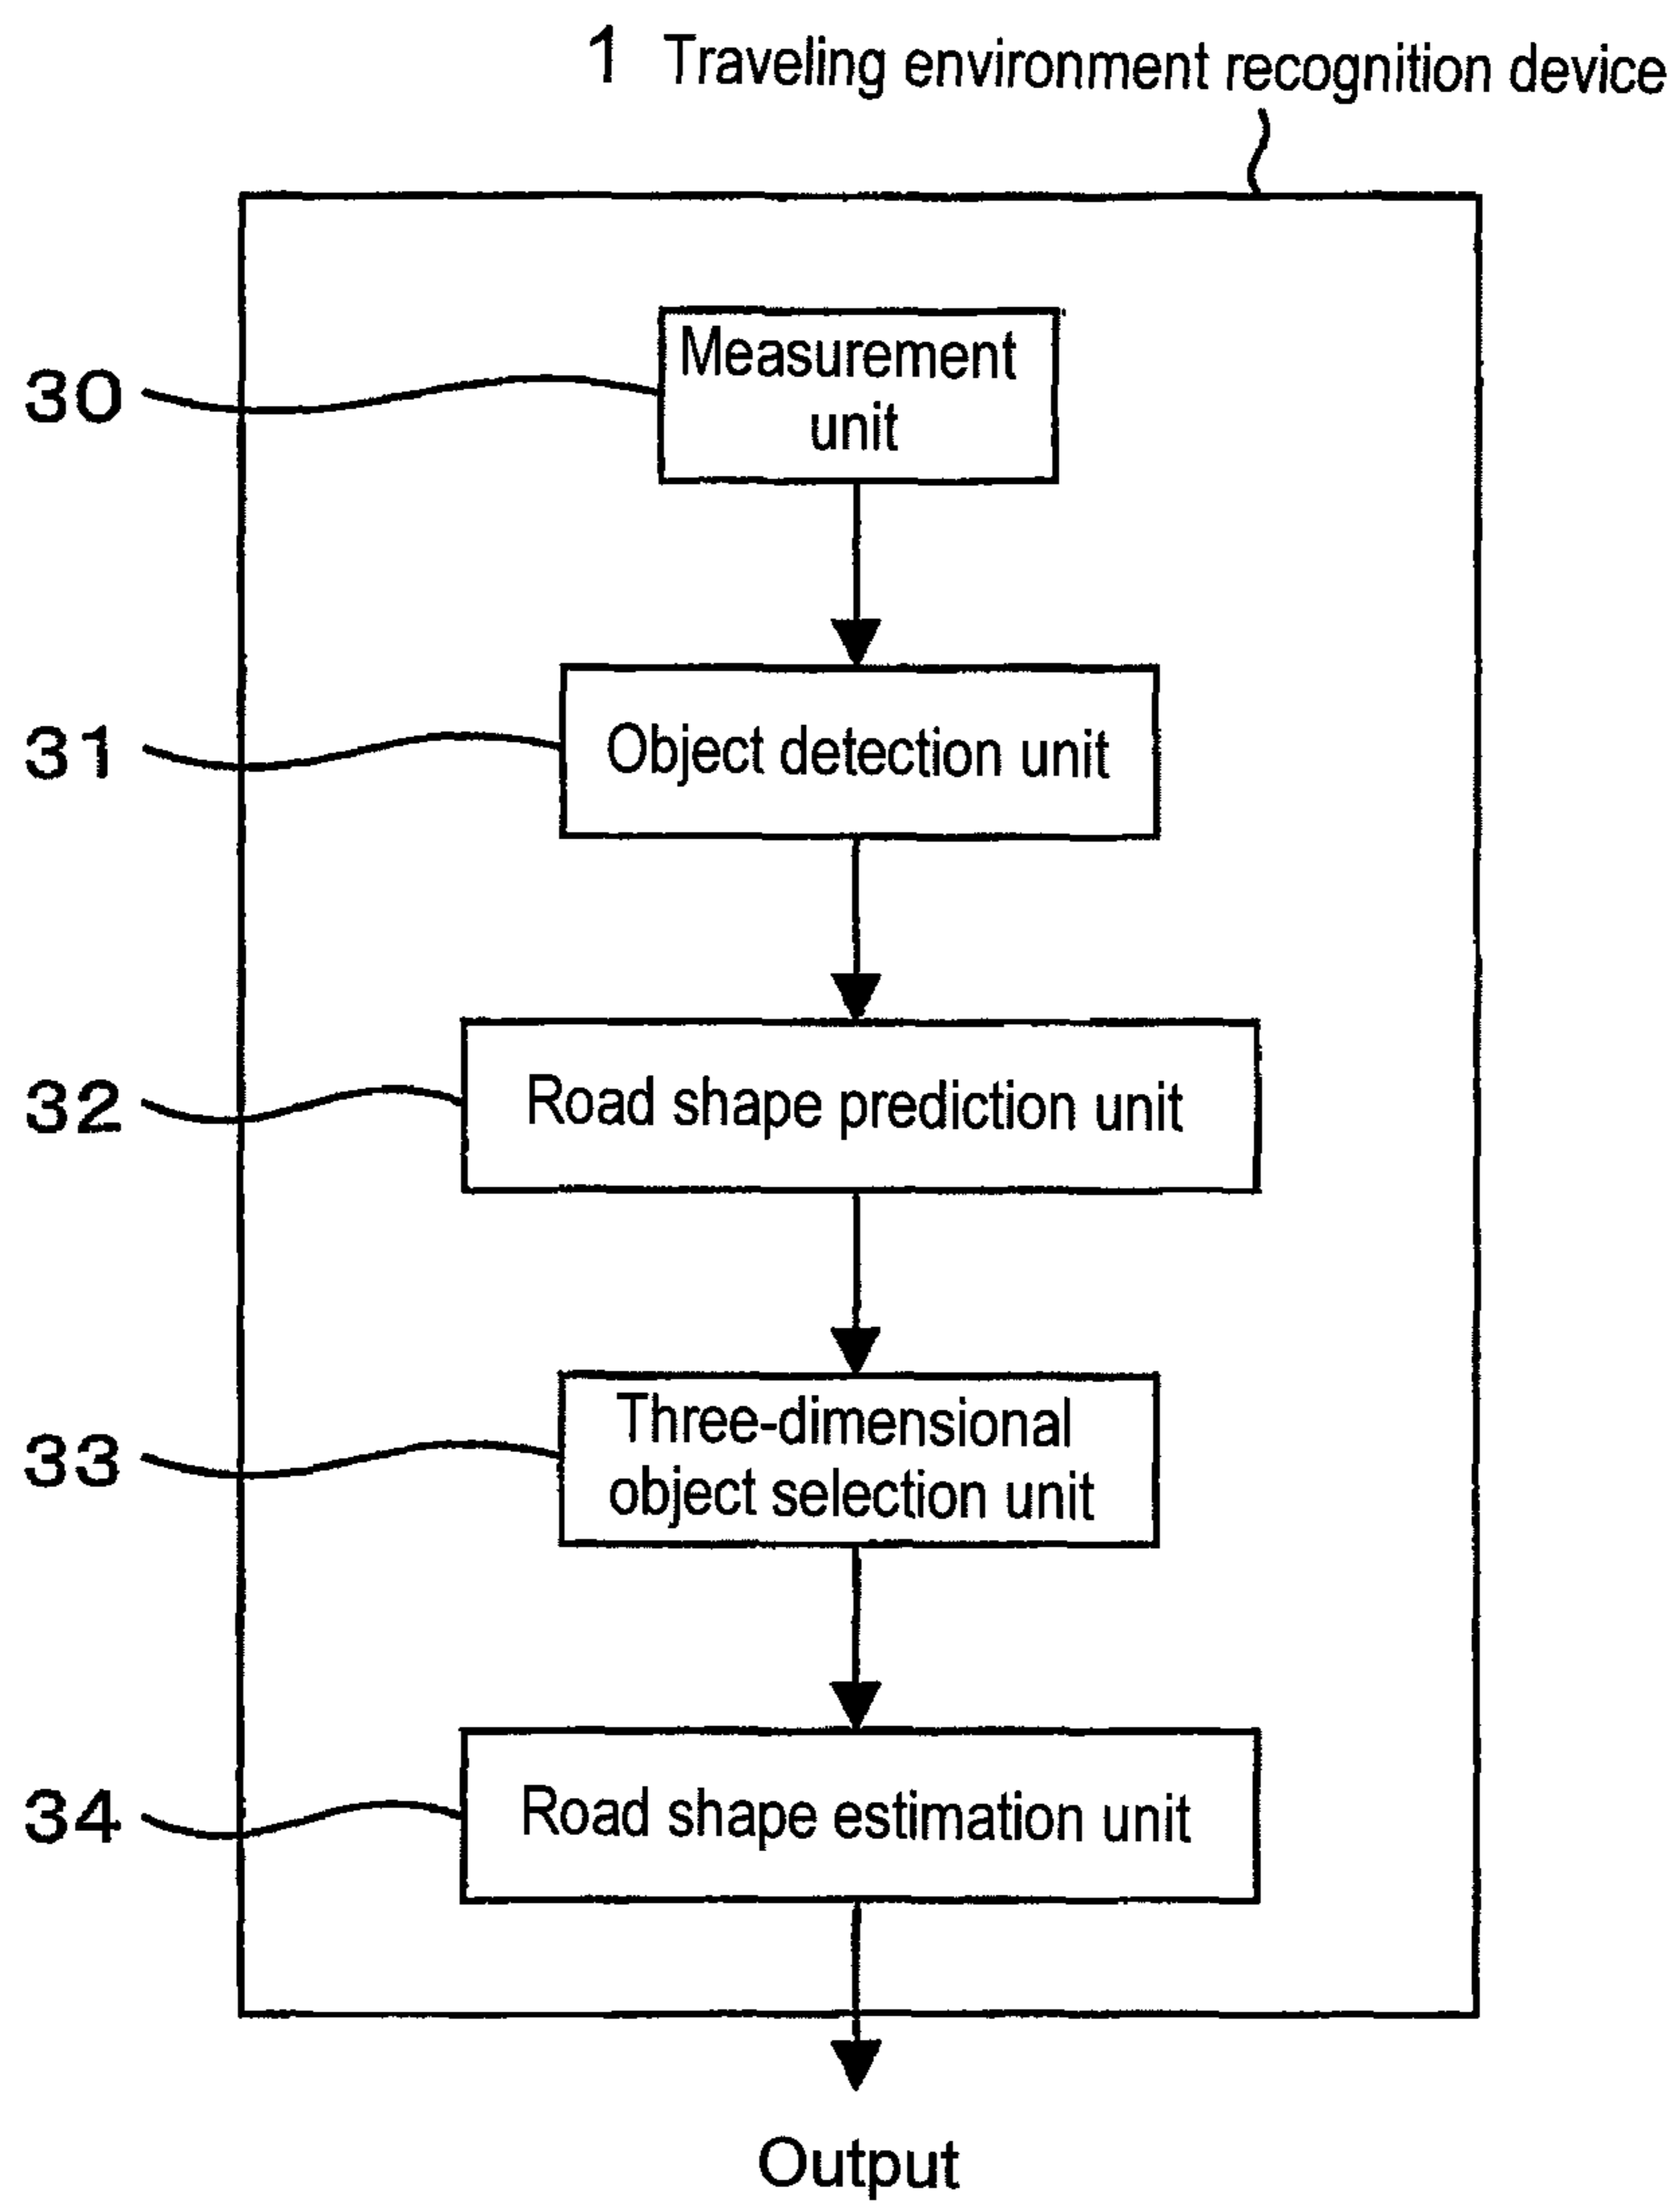 1 Traveling environment recognition device
30
Measurement
unit
31
Object detection unit
32
Road shape prediction unit
33
Three-dimensional
object selection unit
34
Road shape estimation unit
Output